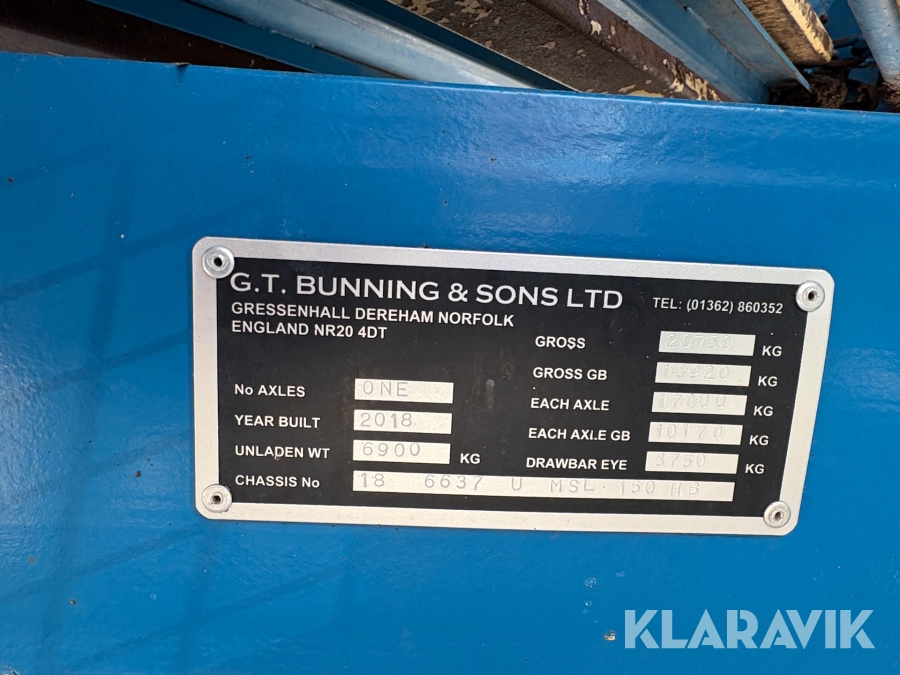 G.T. BUNNING & SONS LTD
TEL: (01362) 860352
GRESSENHALL DEREHAM NORFOLK
ENGLAND NR20 4DT
GROSS 20750 KG
GROSS GB 13920 KG
No AXLES ONE
EACH AXLE 17000 KG
YEAR BUILT 2018
EACH AXLE GB 10170 KG
UNLADEN WT 6900 KG
DRAWBAR EYE 3750 KG
CHASSIS No 18 6637 U MSL·150 HB
KLARAVIK